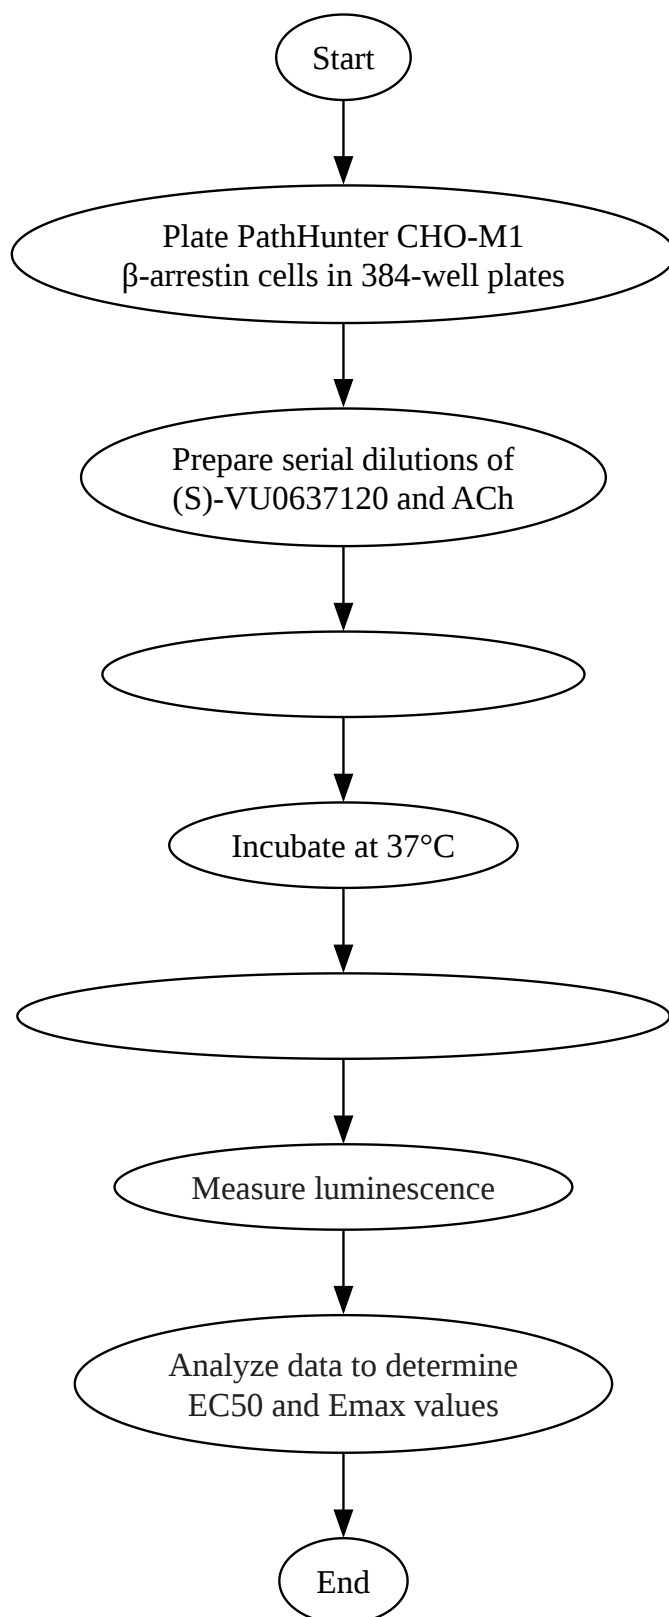 Start
Plate PathHunter CHO-M1
β-arrestin cells in 384-well plates
Prepare serial dilutions of
(S)-VU0637120 and ACh
Incubate at 37°C
Measure luminescence
Analyze data to determine
EC50 and Emax values
End